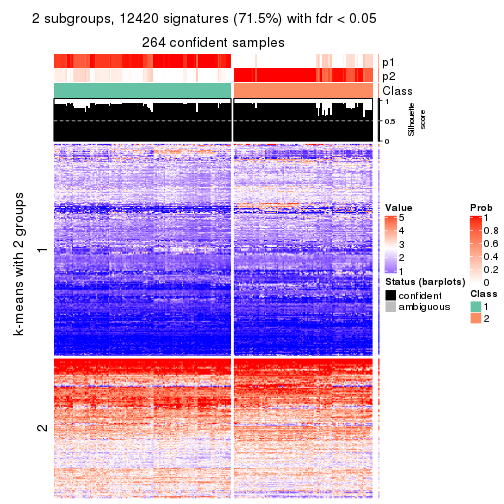 2 subgroups, 12420 signatures (71.5%) with fdr < 0.05
264 confident samples
p1
p2
Class
1
0.5
0
Silhouette
score
k-means with 2 groups
1
2
Value
5
4
3
2
1
Status (barplots)
confident
ambiguous
Prob
1
0.8
0.6
0.4
0.2
0
Class
1
2